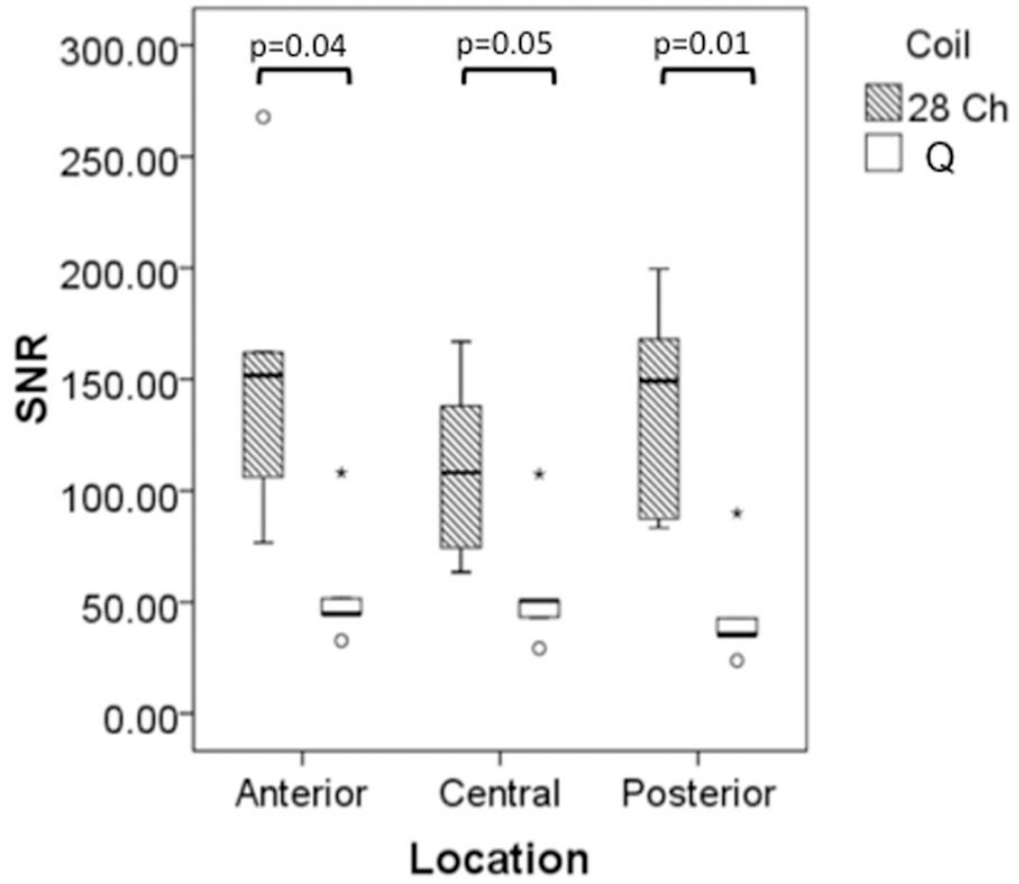 p=0.04 p=0.05 p=0.01
Coil
28 Ch
Q
300.00
250.00
200.00
150.00
100.00
50.00
0.00
SNR
Anterior Central Posterior
Location